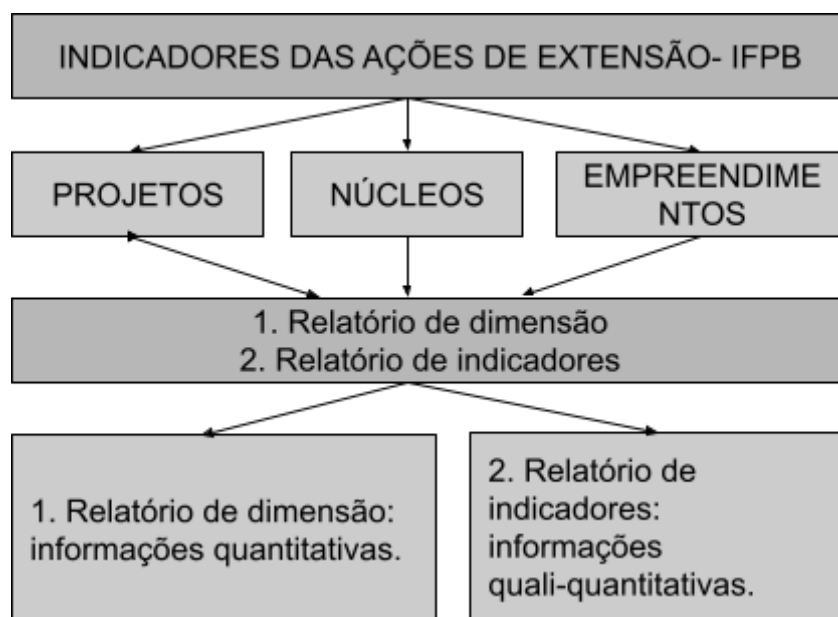 INDICADORES DAS AÇÕES DE EXTENSÃO- IFPB
PROJETOS
NÚCLEOS
EMPREENDIME
NTOS
1. Relatório de dimensão
2. Relatório de indicadores
1. Relatório de dimensão:
informações quantitativas.
2. Relatório de
indicadores:
informações
quali-quantitativas.